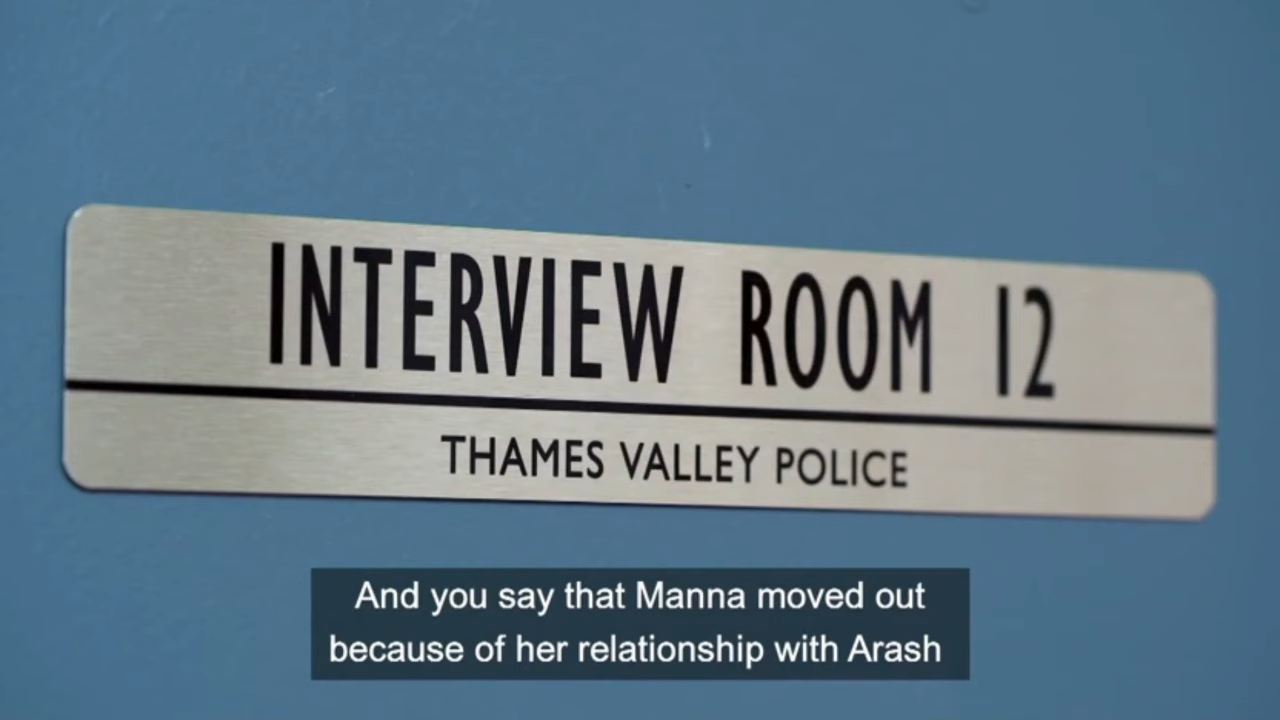 INTERVIEW ROOM 12
THAMES VALLEY POLICE
And you say that Manna moved out
because of her relationship with Arash